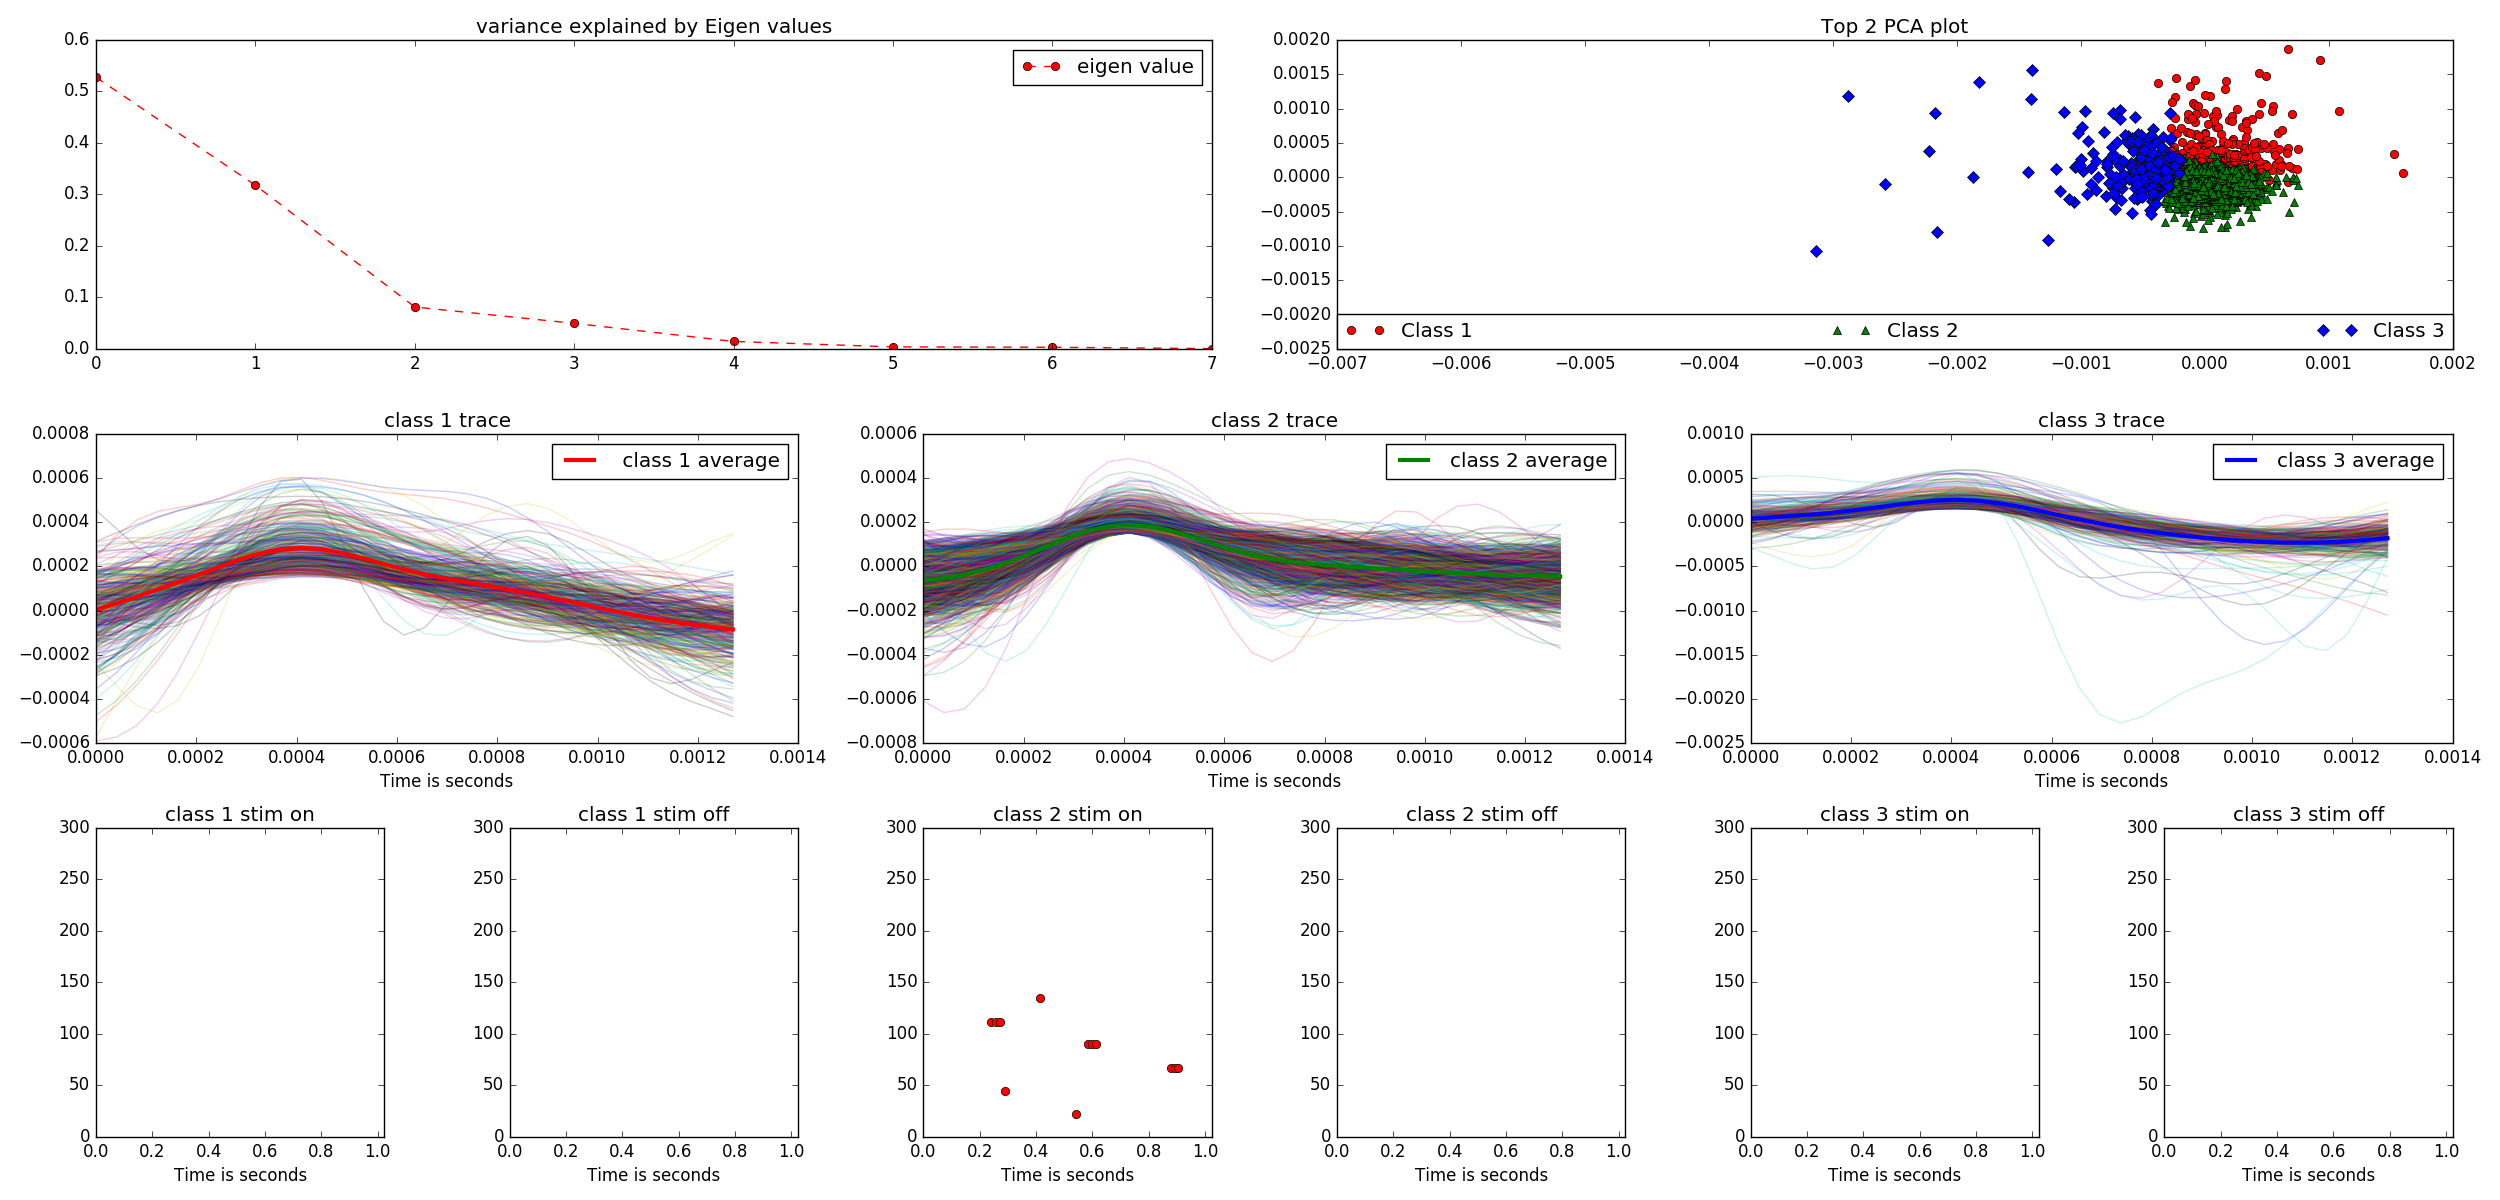 variance explained by Eigen values
0.6
0.5
0.4
0.3
0.2
0.1
0.0
0 1 2 3 4 5 6 7
eigen value
Top 2 PCA plot
0.0020
0.0015
0.0010
0.0005
0.0000
−0.0005
−0.0010
−0.0015
−0.0020
−0.0025
−0.007 −0.006 −0.005 −0.004 −0.003 −0.002 −0.001 0.000 0.001 0.002
Class 1 Class 2 Class 3
class 1 trace
0.0008
0.0006
0.0004
0.0002
0.0000
−0.0002
−0.0004
−0.0006
0.0000 0.0002 0.0004 0.0006 0.0008 0.0010 0.0012 0.0014
Time is seconds
class 1 average
class 2 trace
0.0006
0.0004
0.0002
0.0000
−0.0002
−0.0004
−0.0006
−0.0008
0.0000 0.0002 0.0004 0.0006 0.0008 0.0010 0.0012 0.0014
Time is seconds
class 2 average
class 3 trace
0.0010
0.0005
0.0000
−0.0005
−0.0010
−0.0015
−0.0020
−0.0025
0.0000 0.0002 0.0004 0.0006 0.0008 0.0010 0.0012 0.0014
Time is seconds
class 3 average
class 1 stim on
300
250
200
150
100
50
0
0.0 0.2 0.4 0.6 0.8 1.0
Time is seconds
class 1 stim off
300
250
200
150
100
50
0
0.0 0.2 0.4 0.6 0.8 1.0
Time is seconds
class 2 stim on
300
250
200
150
100
50
0
0.0 0.2 0.4 0.6 0.8 1.0
Time is seconds
class 2 stim off
300
250
200
150
100
50
0
0.0 0.2 0.4 0.6 0.8 1.0
Time is seconds
class 3 stim on
300
250
200
150
100
50
0
0.0 0.2 0.4 0.6 0.8 1.0
Time is seconds
class 3 stim off
300
250
200
150
100
50
0
0.0 0.2 0.4 0.6 0.8 1.0
Time is seconds